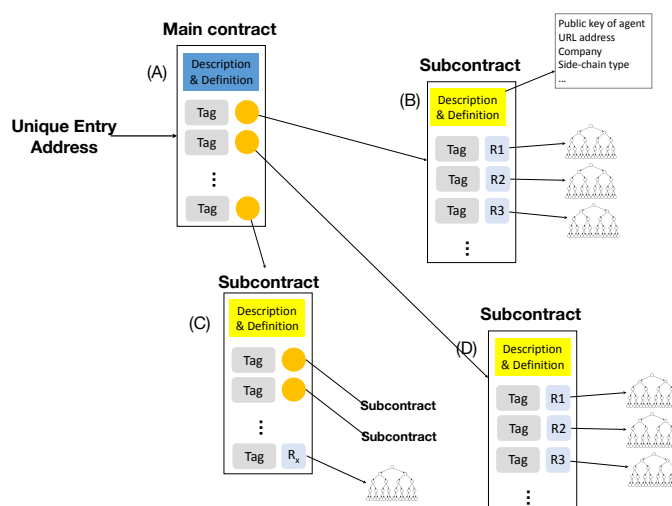 Main contract
(A)
Description
& Definition
Tag
Tag
⋮
Tag
Unique Entry
Address
Public key of agent
URL address
Company
Side-chain type
...
Subcontract
(B)
Description
& Definition
Tag R1
Tag R2
Tag R3
⋮
Subcontract
(C)
Description
& Definition
Tag
Tag
⋮
Tag Rx
Subcontract
Subcontract
Subcontract
(D)
Description
& Definition
Tag R1
Tag R2
Tag R3
⋮